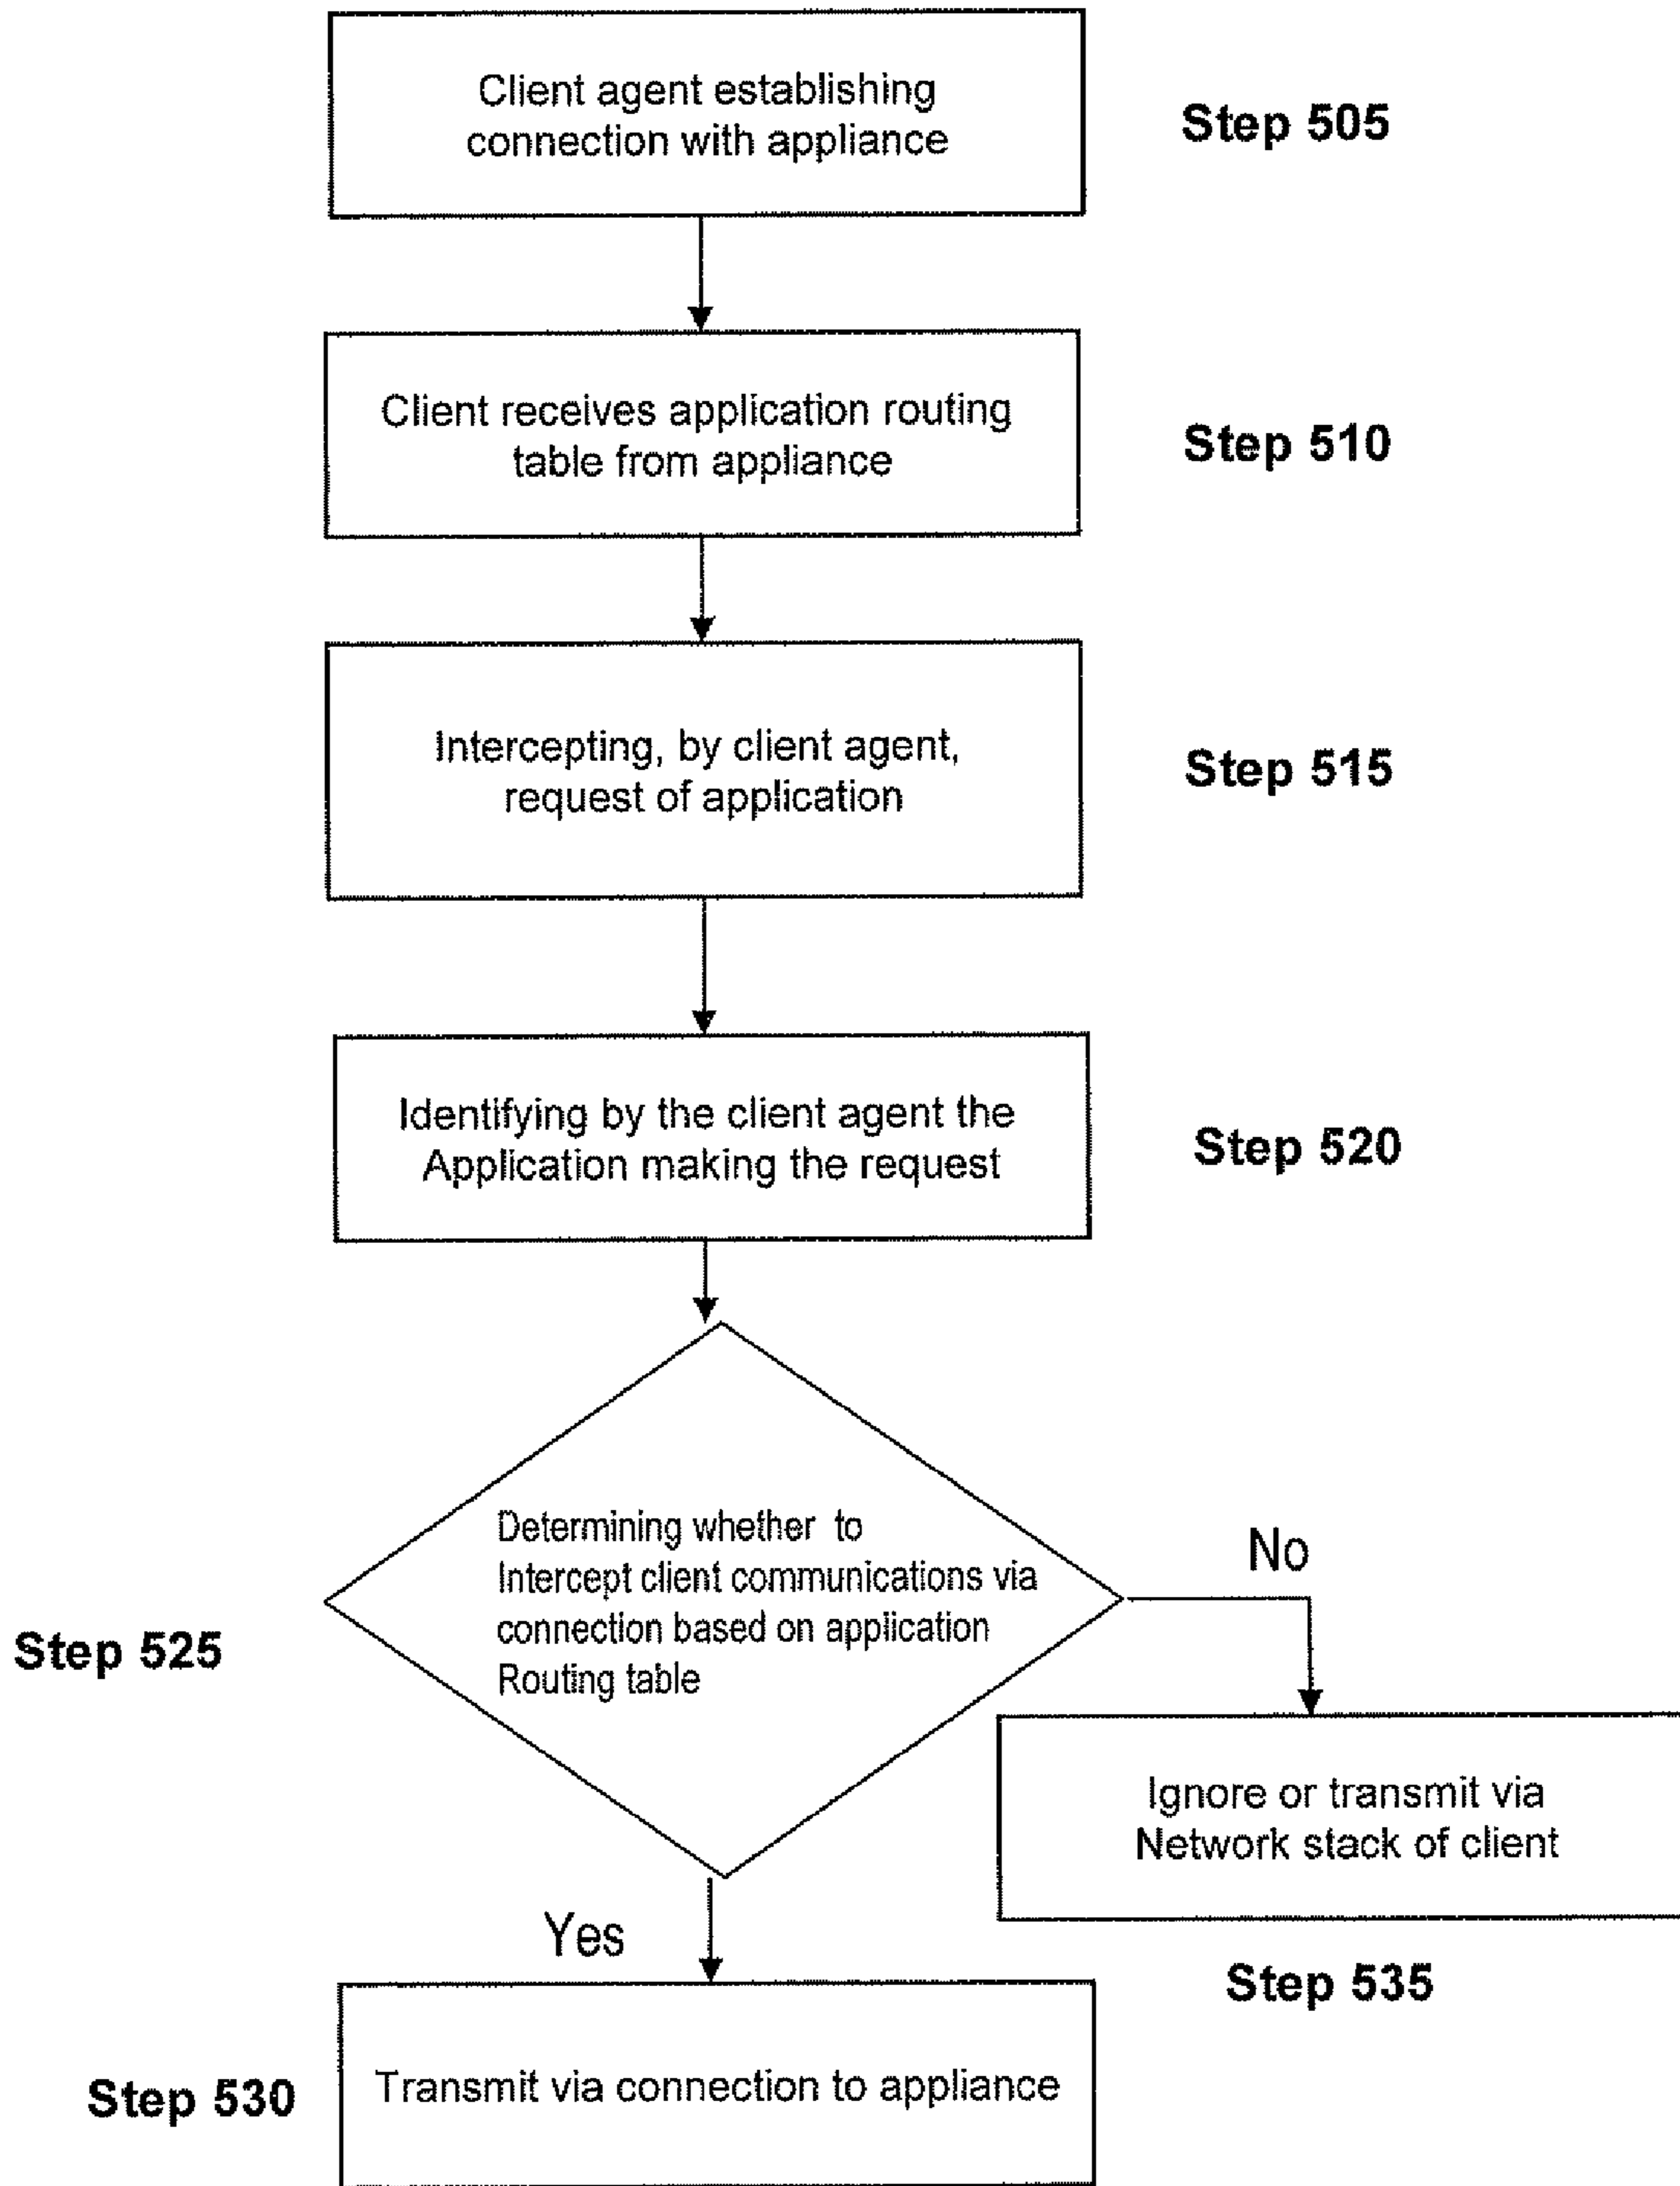 Client agent establishing
connection with appliance
Step 505
Client receives application routing
table from appliance
Step 510
Intercepting, by client agent,
request of application
Step 515
Identifying by the client agent the
Application making the request
Step 520
Determining whether to
Intercept client communications via
connection based on application
Routing table
Step 525
No
Ignore or transmit via
Network stack of client
Step 535
Yes
Transmit via connection to appliance
Step 530